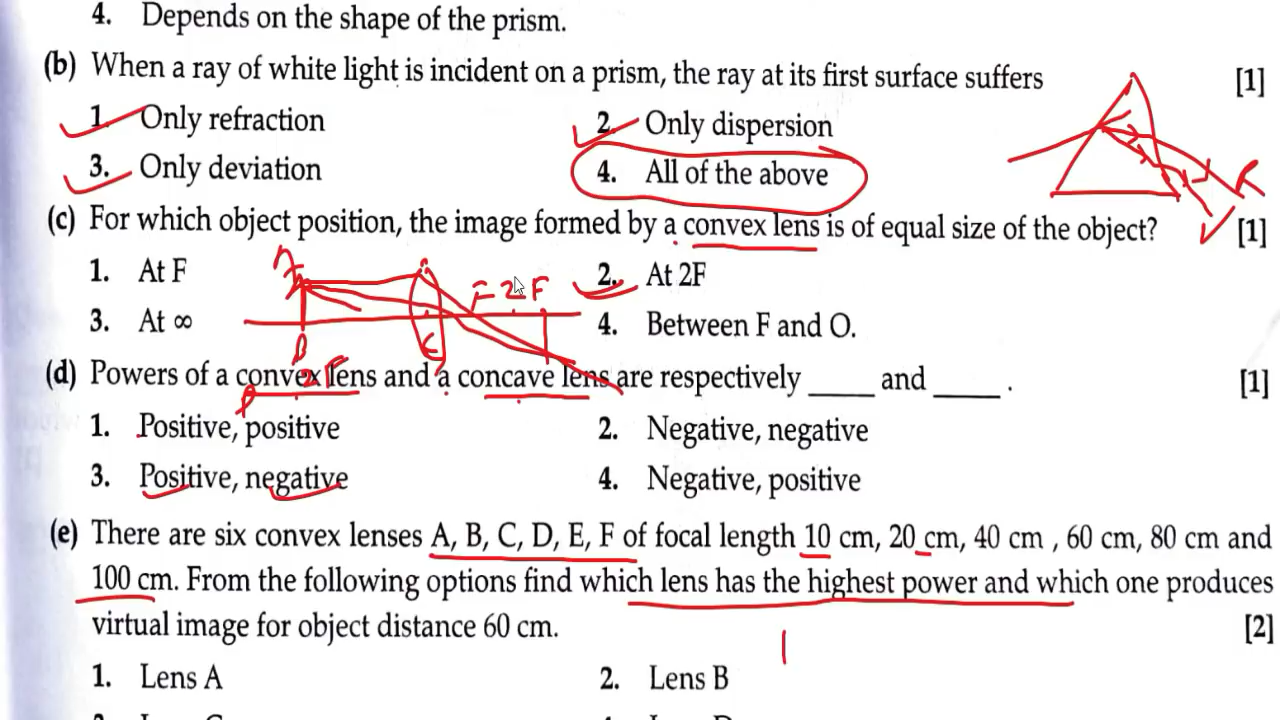 4. Depends on the shape of the prism.
(b) When a ray of white light is incident on a prism, the ray at its first surface suffers [1]
1. Only refraction 2. Only dispersion
3. Only deviation 4. All of the above
R
(c) For which object position, the image formed by a convex lens is of equal size of the object? [1]
A
1. At F 2. At 2F
F 2F
3. At ∞ 4. Between F and O.
B
2F
(d) Powers of a convex lens and a concave lens are respectively _____ and _____ . [1]
P
1. Positive, positive 2. Negative, negative
3. Positive, negative 4. Negative, positive
(e) There are six convex lenses A, B, C, D, E, F of focal length 10 cm, 20 cm, 40 cm , 60 cm, 80 cm and
100 cm. From the following options find which lens has the highest power and which one produces
virtual image for object distance 60 cm. [2]
1. Lens A 2. Lens B